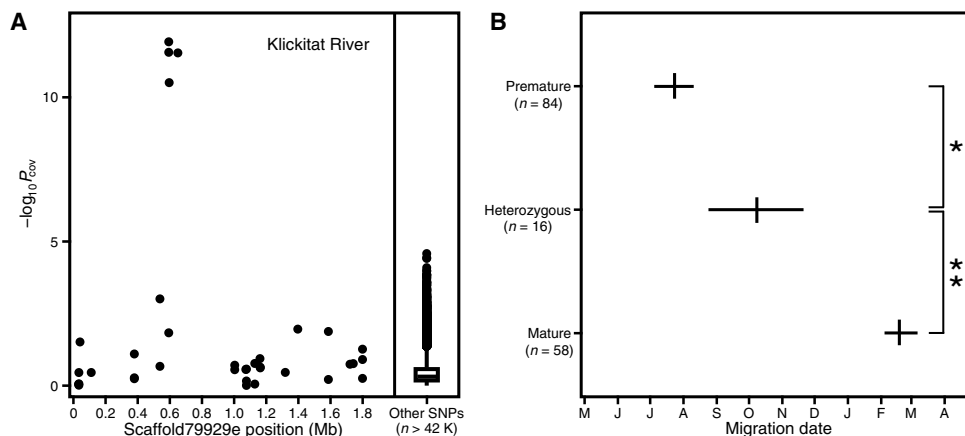 A
Klickitat River
−log10 Pcov
10
5
0
0 0.2 0.4 0.6 0.8 1.0 1.2 1.4 1.6 1.8
Scaffold79929e position (Mb)
Other SNPs
(n > 42 K)
B
Premature
(n = 84)
Heterozygous
(n = 16)
Mature
(n = 58)
*
*
*
M J J A S O N D J F M A
Migration date